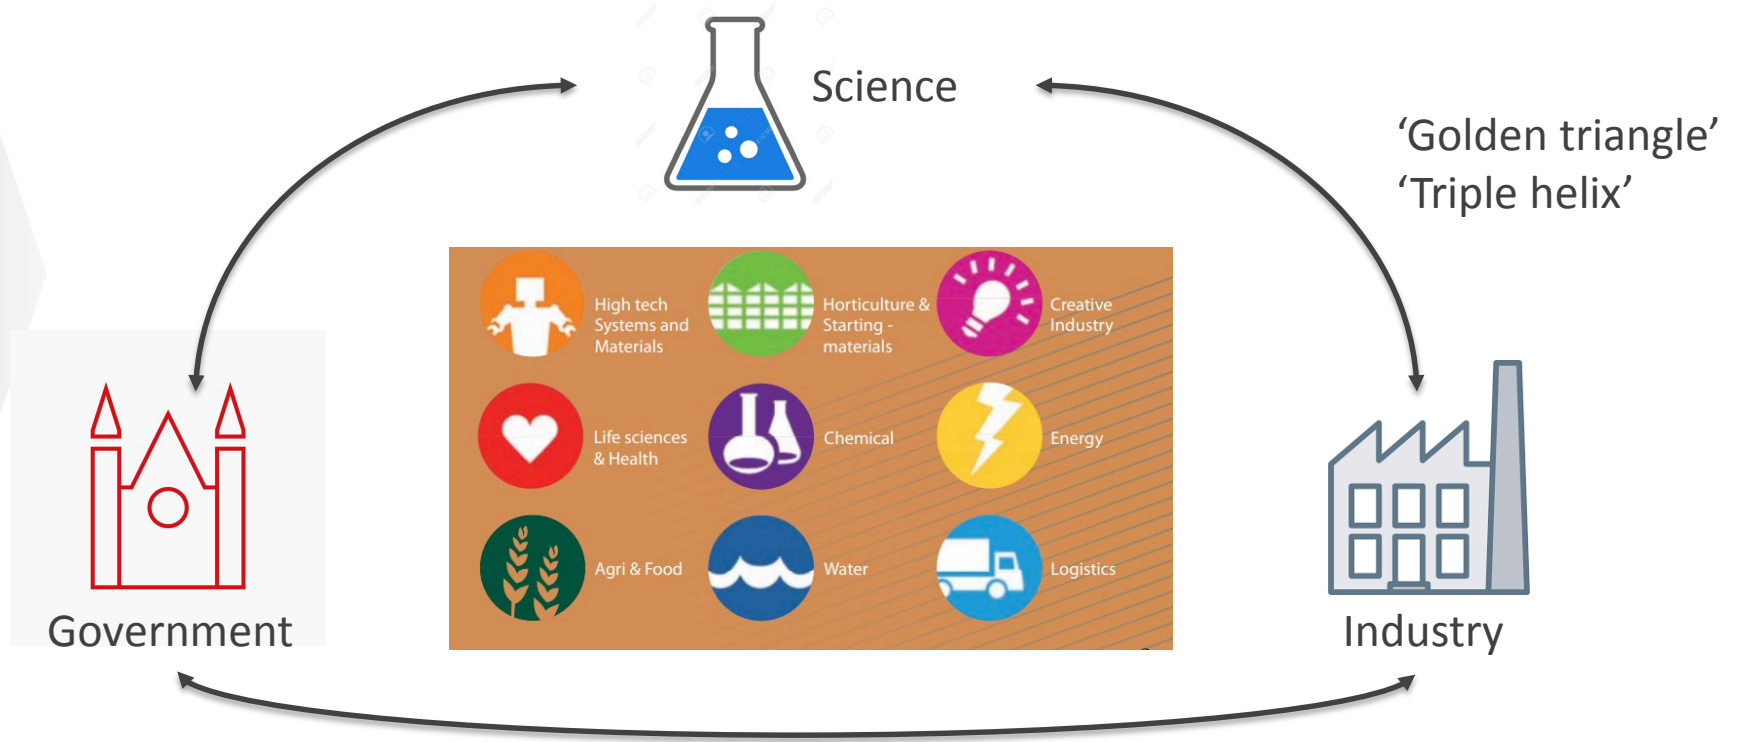 Science
'Golden triangle'
'Triple helix'
High tech
Systems and
Materials
Horticulture &
Starting -
materials
Creative
Industry
Life sciences
& Health
Chemical
Energy
Agri & Food
Water
Logistics
Government
Industry